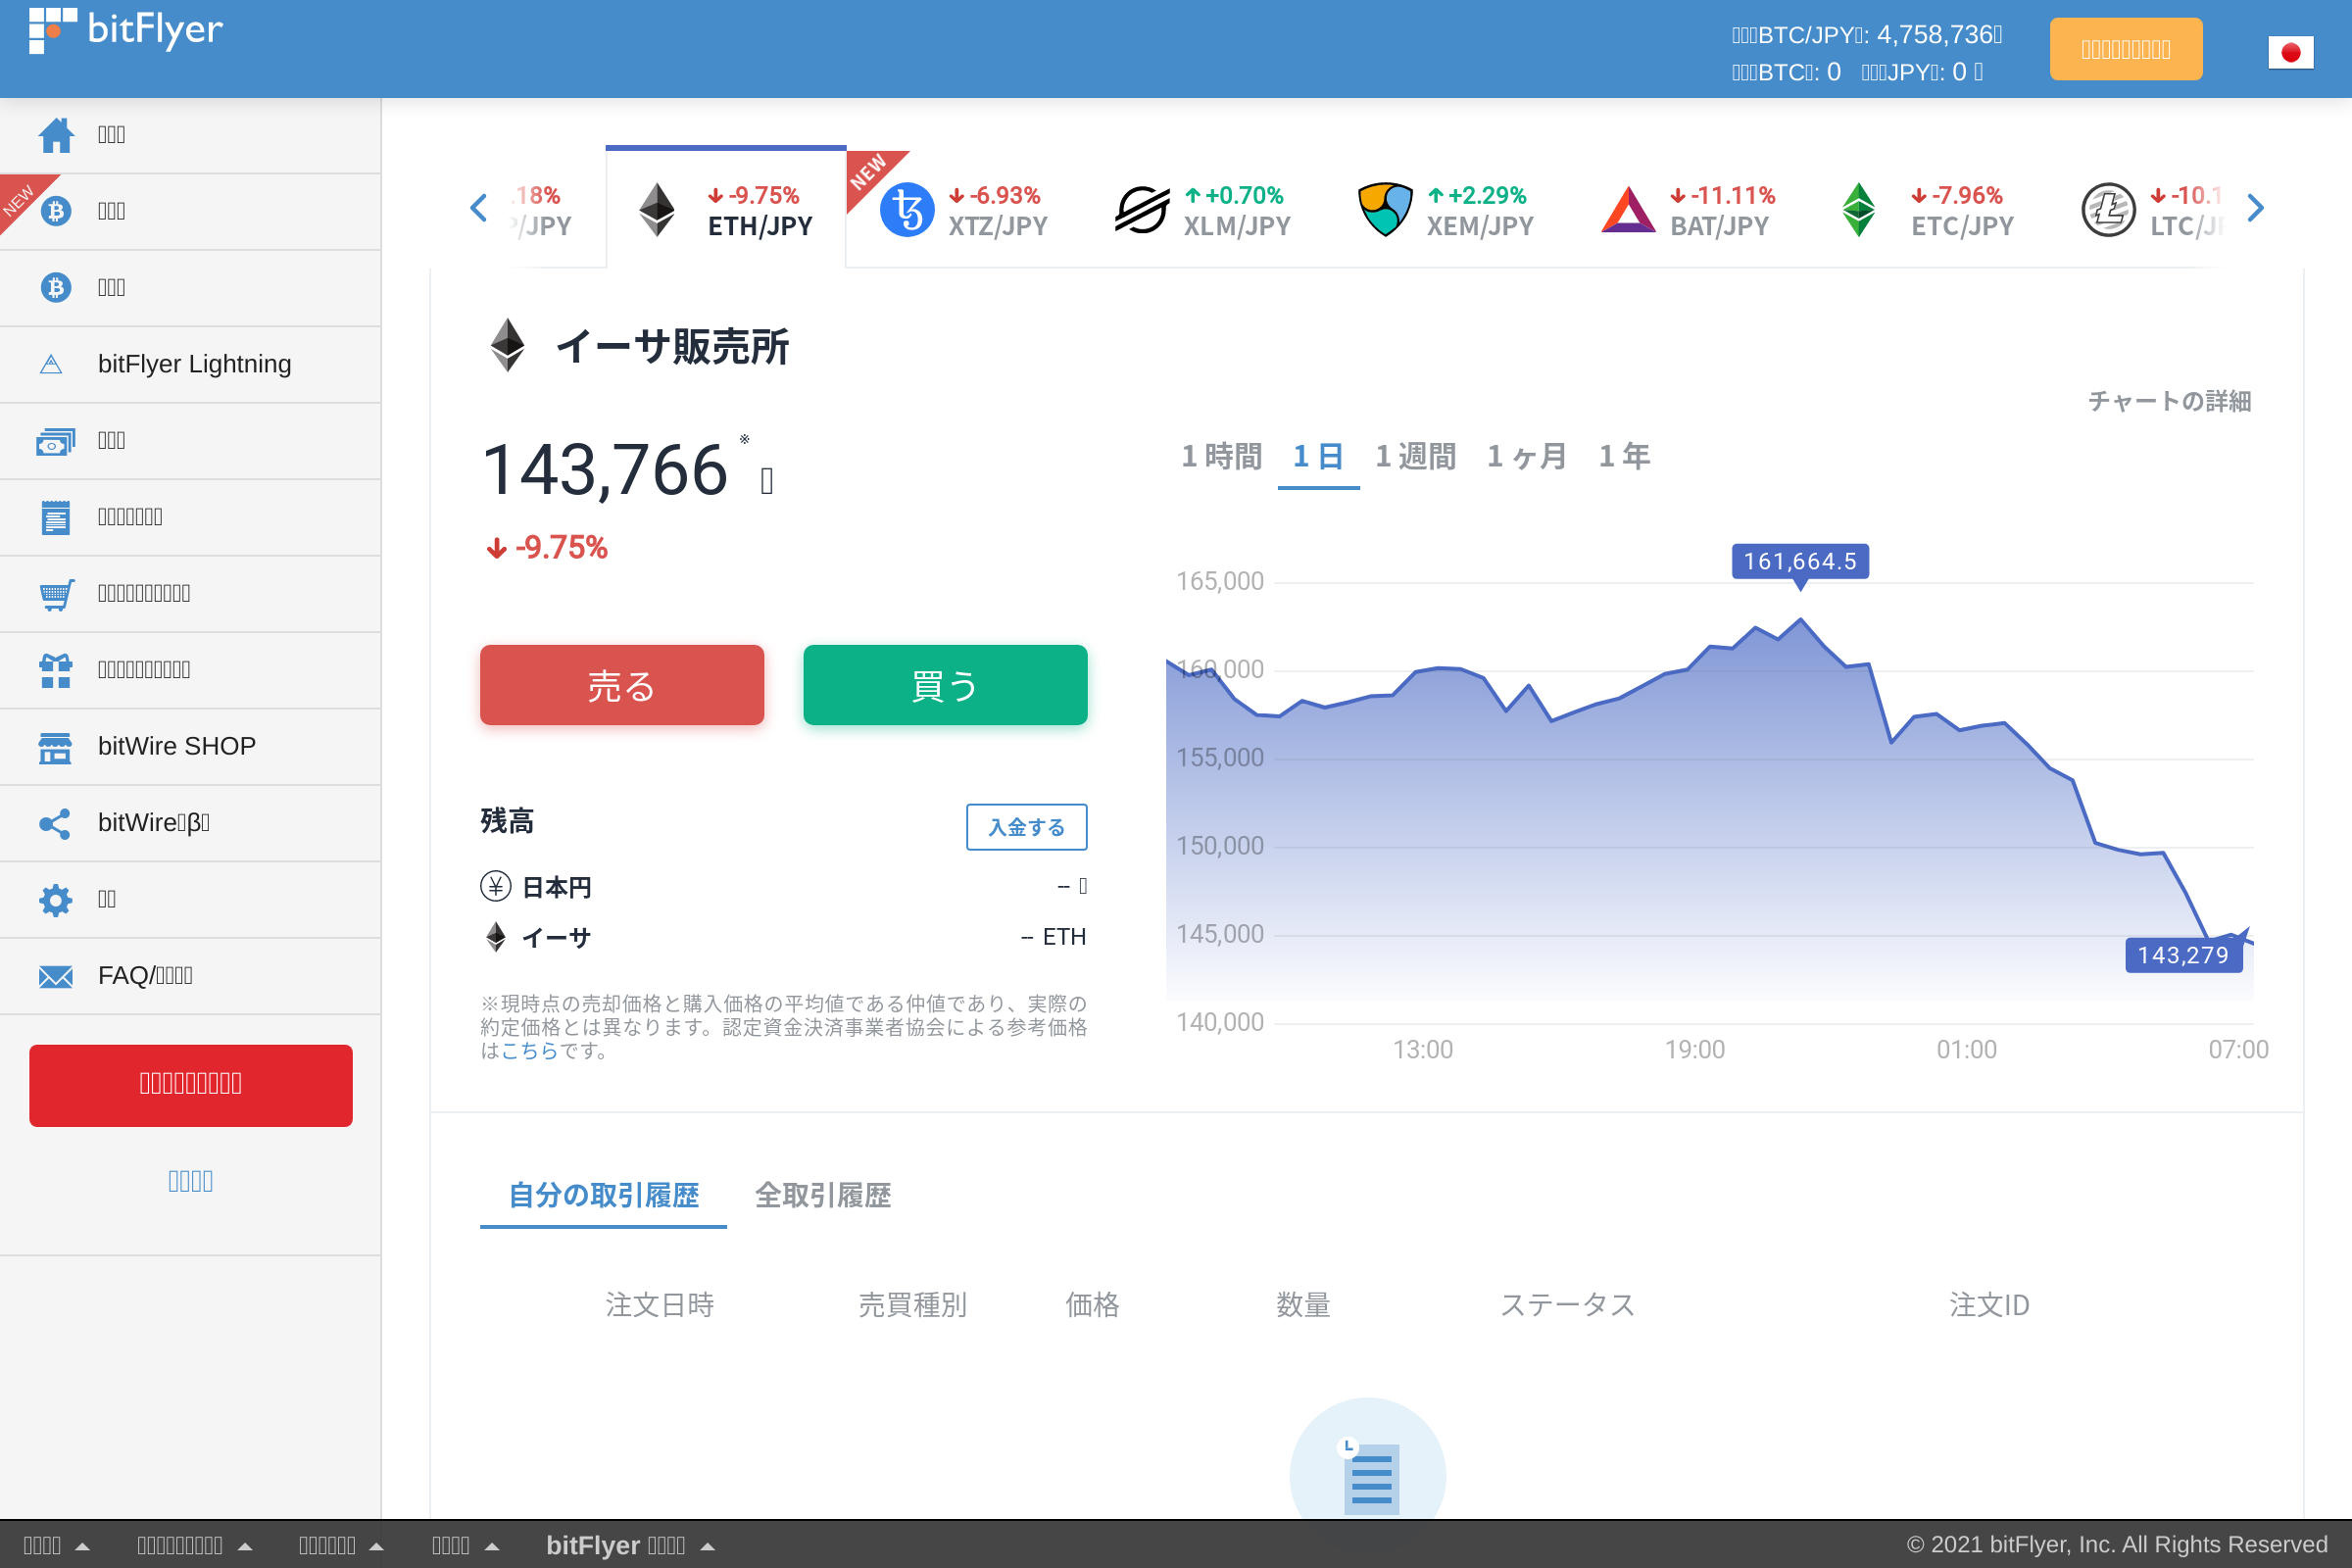 bitFlyer
BTC/JPY: 4,758,736
BTC: 0 JPY: 0
NEW
bitFlyer Lightning
bitWire SHOP
bitWire β
FAQ/
.18%
/JPY
-9.75%
ETH/JPY
NEW
-6.93%
XTZ/JPY
+0.70%
XLM/JPY
+2.29%
XEM/JPY
-11.11%
BAT/JPY
-7.96%
ETC/JPY
-10.1
LTC/J
イーサ販売所
チャートの詳細
143,766 ※
-9.75%
1 時間 1 日 1 週間 1 ヶ月 1 年
売る 買う
残高 入金する
日本円 --
イーサ -- ETH
※現時点の売却価格と購入価格の平均値である仲値であり、実際の
約定価格とは異なります。認定資金決済事業者協会による参考価格
はこちらです。
161,664.5
165,000
160,000
155,000
150,000
145,000
143,279
140,000
13:00 19:00 01:00 07:00
自分の取引履歴 全取引履歴
注文日時 売買種別 価格 数量 ステータス 注文ID
bitFlyer
© 2021 bitFlyer, Inc. All Rights Reserved